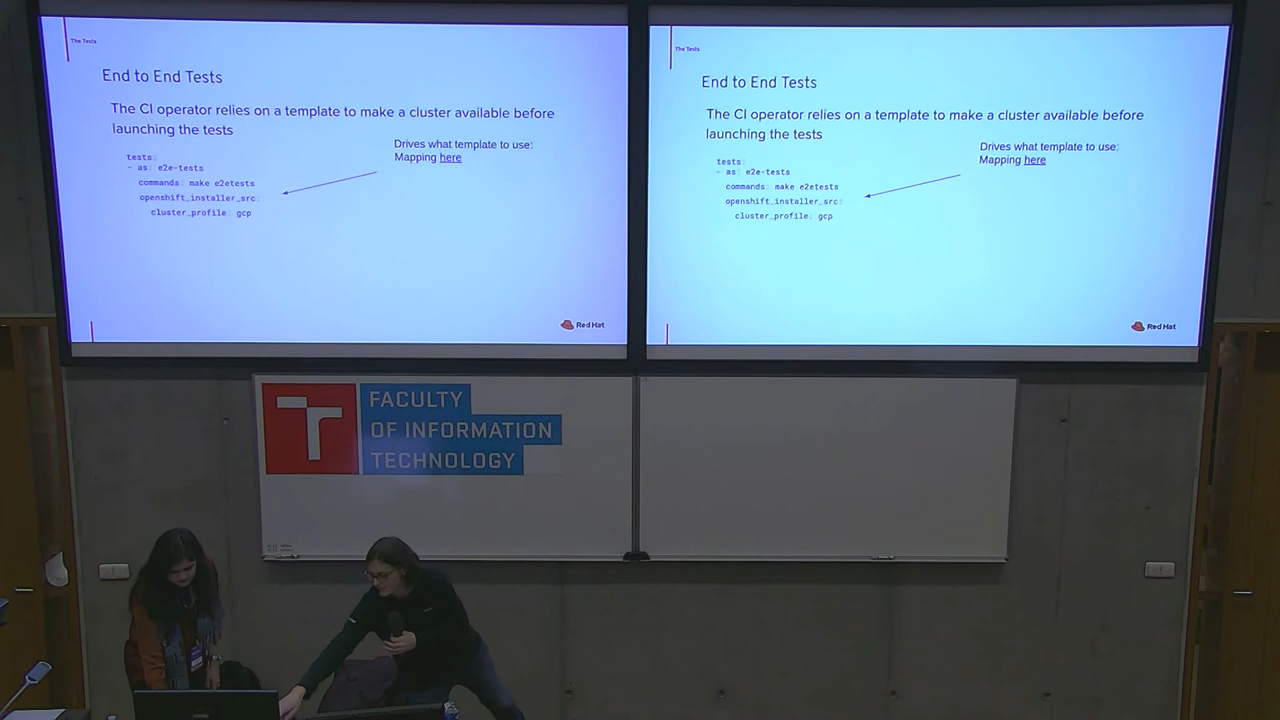 The Tests
End to End Tests
The CI operator relies on a template to make a cluster available before
launching the tests
Drives what template to use:
Mapping here
tests:
- as: e2e-tests
commands: make e2etests
openshift_installer_src:
cluster_profile: gcp
Red Hat
The Tests
End to End Tests
The CI operator relies on a template to make a cluster available before
launching the tests
Drives what template to use:
Mapping here
tests:
- as: e2e-tests
commands: make e2etests
openshift_installer_src:
cluster_profile: gcp
Red Hat
FACULTY
OF INFORMATION
TECHNOLOGY